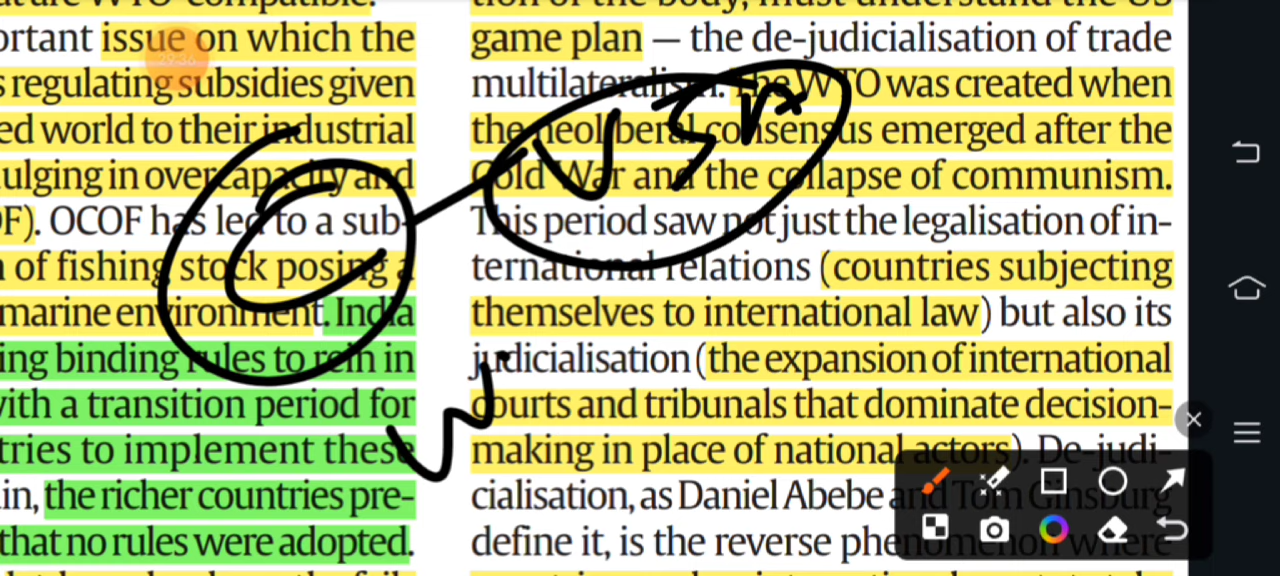 ortant issue on which the
s regulating subsidies given
ed world to their industrial
ulging in overcapacity and
OF). OCOF has led to a sub-
n of fishing stock posing a
marine environment. India
ing binding rules to rein in
with a transition period for
tries to implement these
in, the richer countries pre-
that no rules were adopted.
tion of the body, must understand the US
game plan — the de-judicialisation of trade
multilateralism. The WTO was created when
the neoliberal consensus emerged after the
Cold War and the collapse of communism.
This period saw not just the legalisation of in-
ternational relations (countries subjecting
themselves to international law) but also its
judicialisation (the expansion of international
courts and tribunals that dominate decision-
making in place of national actors). De-judi-
cialisation, as Daniel Abebe and Tom Ginsburg
define it, is the reverse phenomenon where